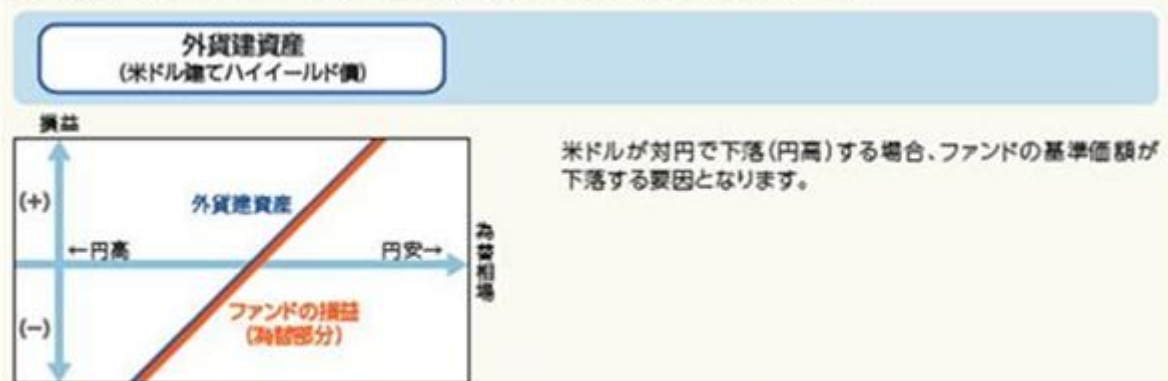 外貨建資産
(米ドル建てハイイールド債)
損益
米ドルが対円で下落(円高)する場合、ファンドの基準価額が
下落する要因となります。
(+)
外貨建資産
←円高
円安→
為替相場
ファンドの損益
(為替部分)
(−)